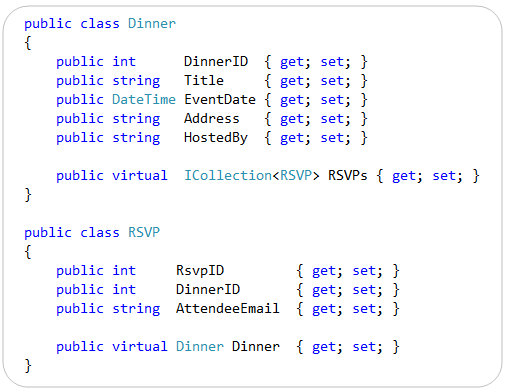 public class Dinner
{
    public int      DinnerID  { get; set; }
    public string   Title     { get; set; }
    public DateTime EventDate { get; set; }
    public string   Address   { get; set; }
    public string   HostedBy  { get; set; }

    public virtual  ICollection<RSVP> RSVPs { get; set; }
}

public class RSVP
{
    public int     RsvpID         { get; set; }
    public int     DinnerID       { get; set; }
    public string  AttendeeEmail  { get; set; }

    public virtual Dinner Dinner  { get; set; }
}